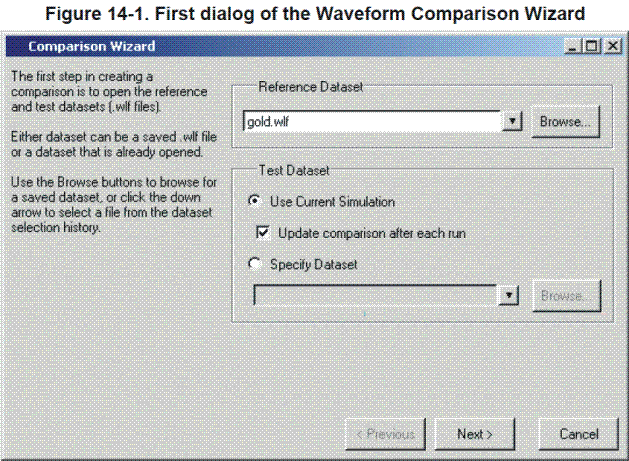 Figure 14-1. First dialog of the Waveform Comparison Wizard
Comparison Wizard
The first step in creating a
comparison is to open the reference
and test datasets (.wlf files).
Either dataset can be a saved .wlf file
or a dataset that is already opened.
Use the Browse buttons to browse for
a saved dataset, or click the down
arrow to select a file from the dataset
selection history.
Reference Dataset
gold.wlf
Browse...
Test Dataset
Use Current Simulation
Update comparison after each run
Specify Dataset
Browse...
< Previous
Next >
Cancel